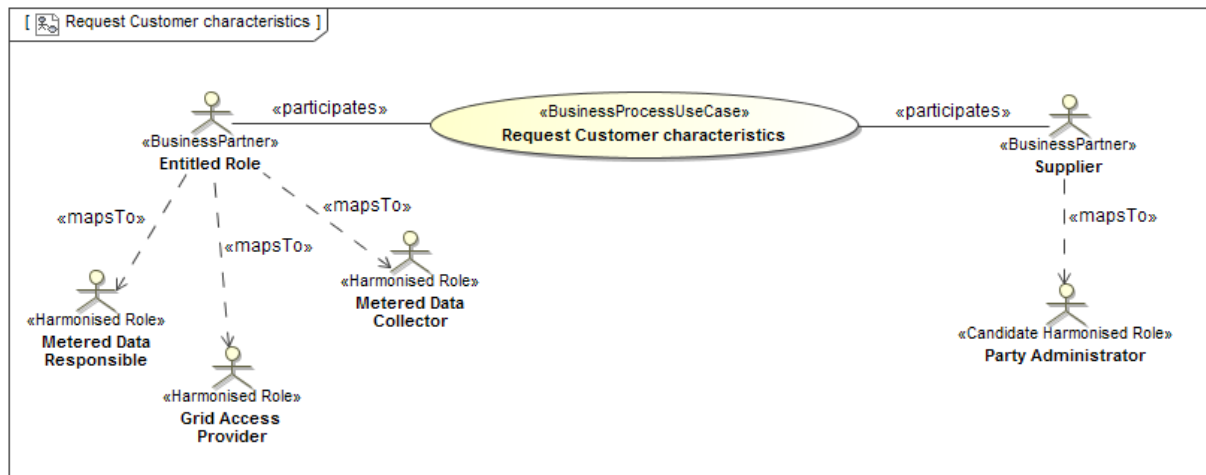 [ Request Customer characteristics ]
«participates»
«BusinessProcessUseCase»
Request Customer characteristics
«participates»
«BusinessPartner»
Entitled Role
«BusinessPartner»
Supplier
«mapsTo»
«mapsTo»
«mapsTo»
«mapsTo»
«Harmonised Role»
Metered Data
Collector
«Harmonised Role»
Metered Data
Responsible
«Candidate Harmonised Role»
Party Administrator
«Harmonised Role»
Grid Access
Provider